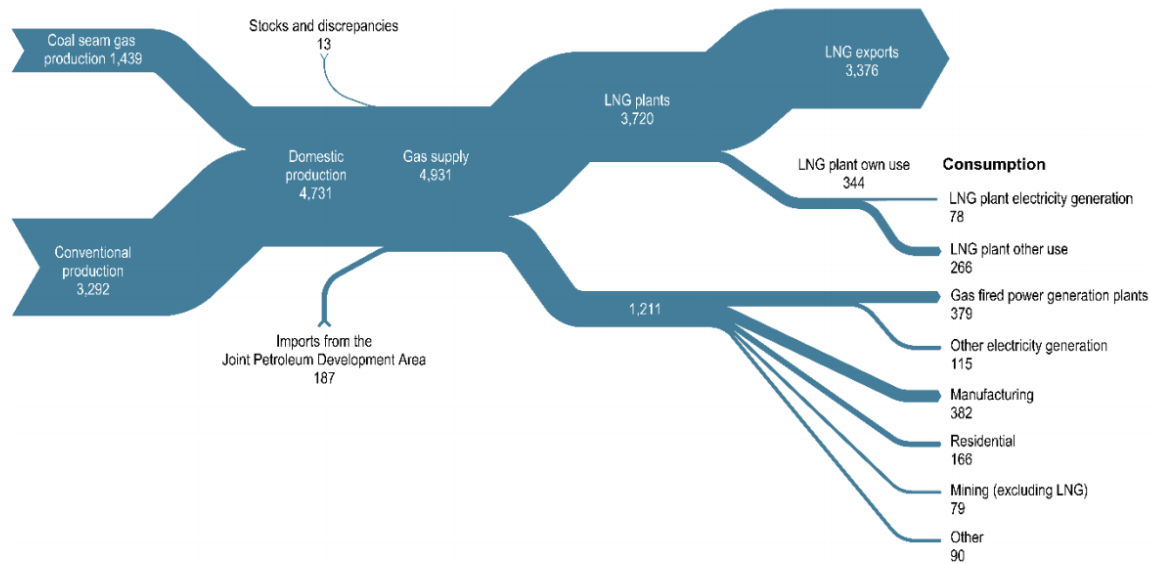 Coal seam gas
production 1,439
Stocks and discrepancies
13
Conventional
production
3,292
Domestic
production
4,731
Gas supply
4,931
Imports from the
Joint Petroleum Development Area
187
LNG plants
3,720
LNG exports
3,376
LNG plant own use
344
1,211
Consumption
LNG plant electricity generation
78
LNG plant other use
266
Gas fired power generation plants
379
Other electricity generation
115
Manufacturing
382
Residential
166
Mining (excluding LNG)
79
Other
90